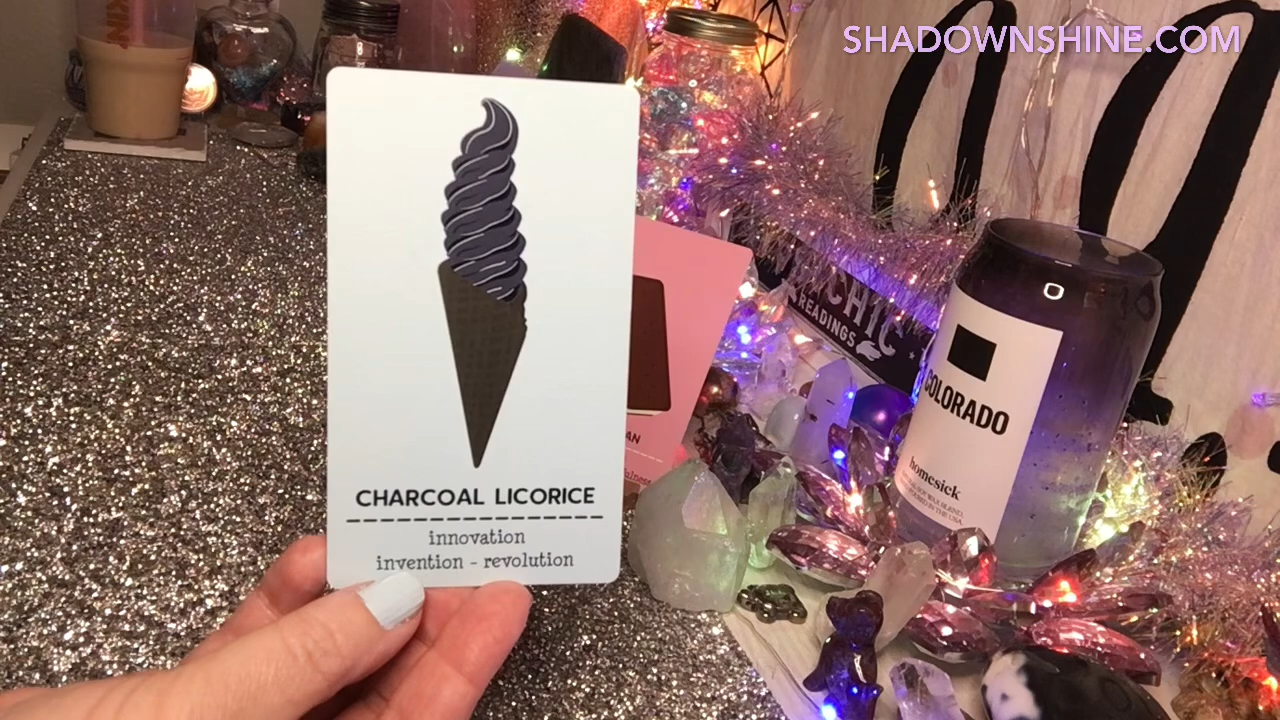 SHADOWNSHINE.COM
CHARCOAL LICORICE
innovation
invention - revolution
READINGS
COLORADO
homesick